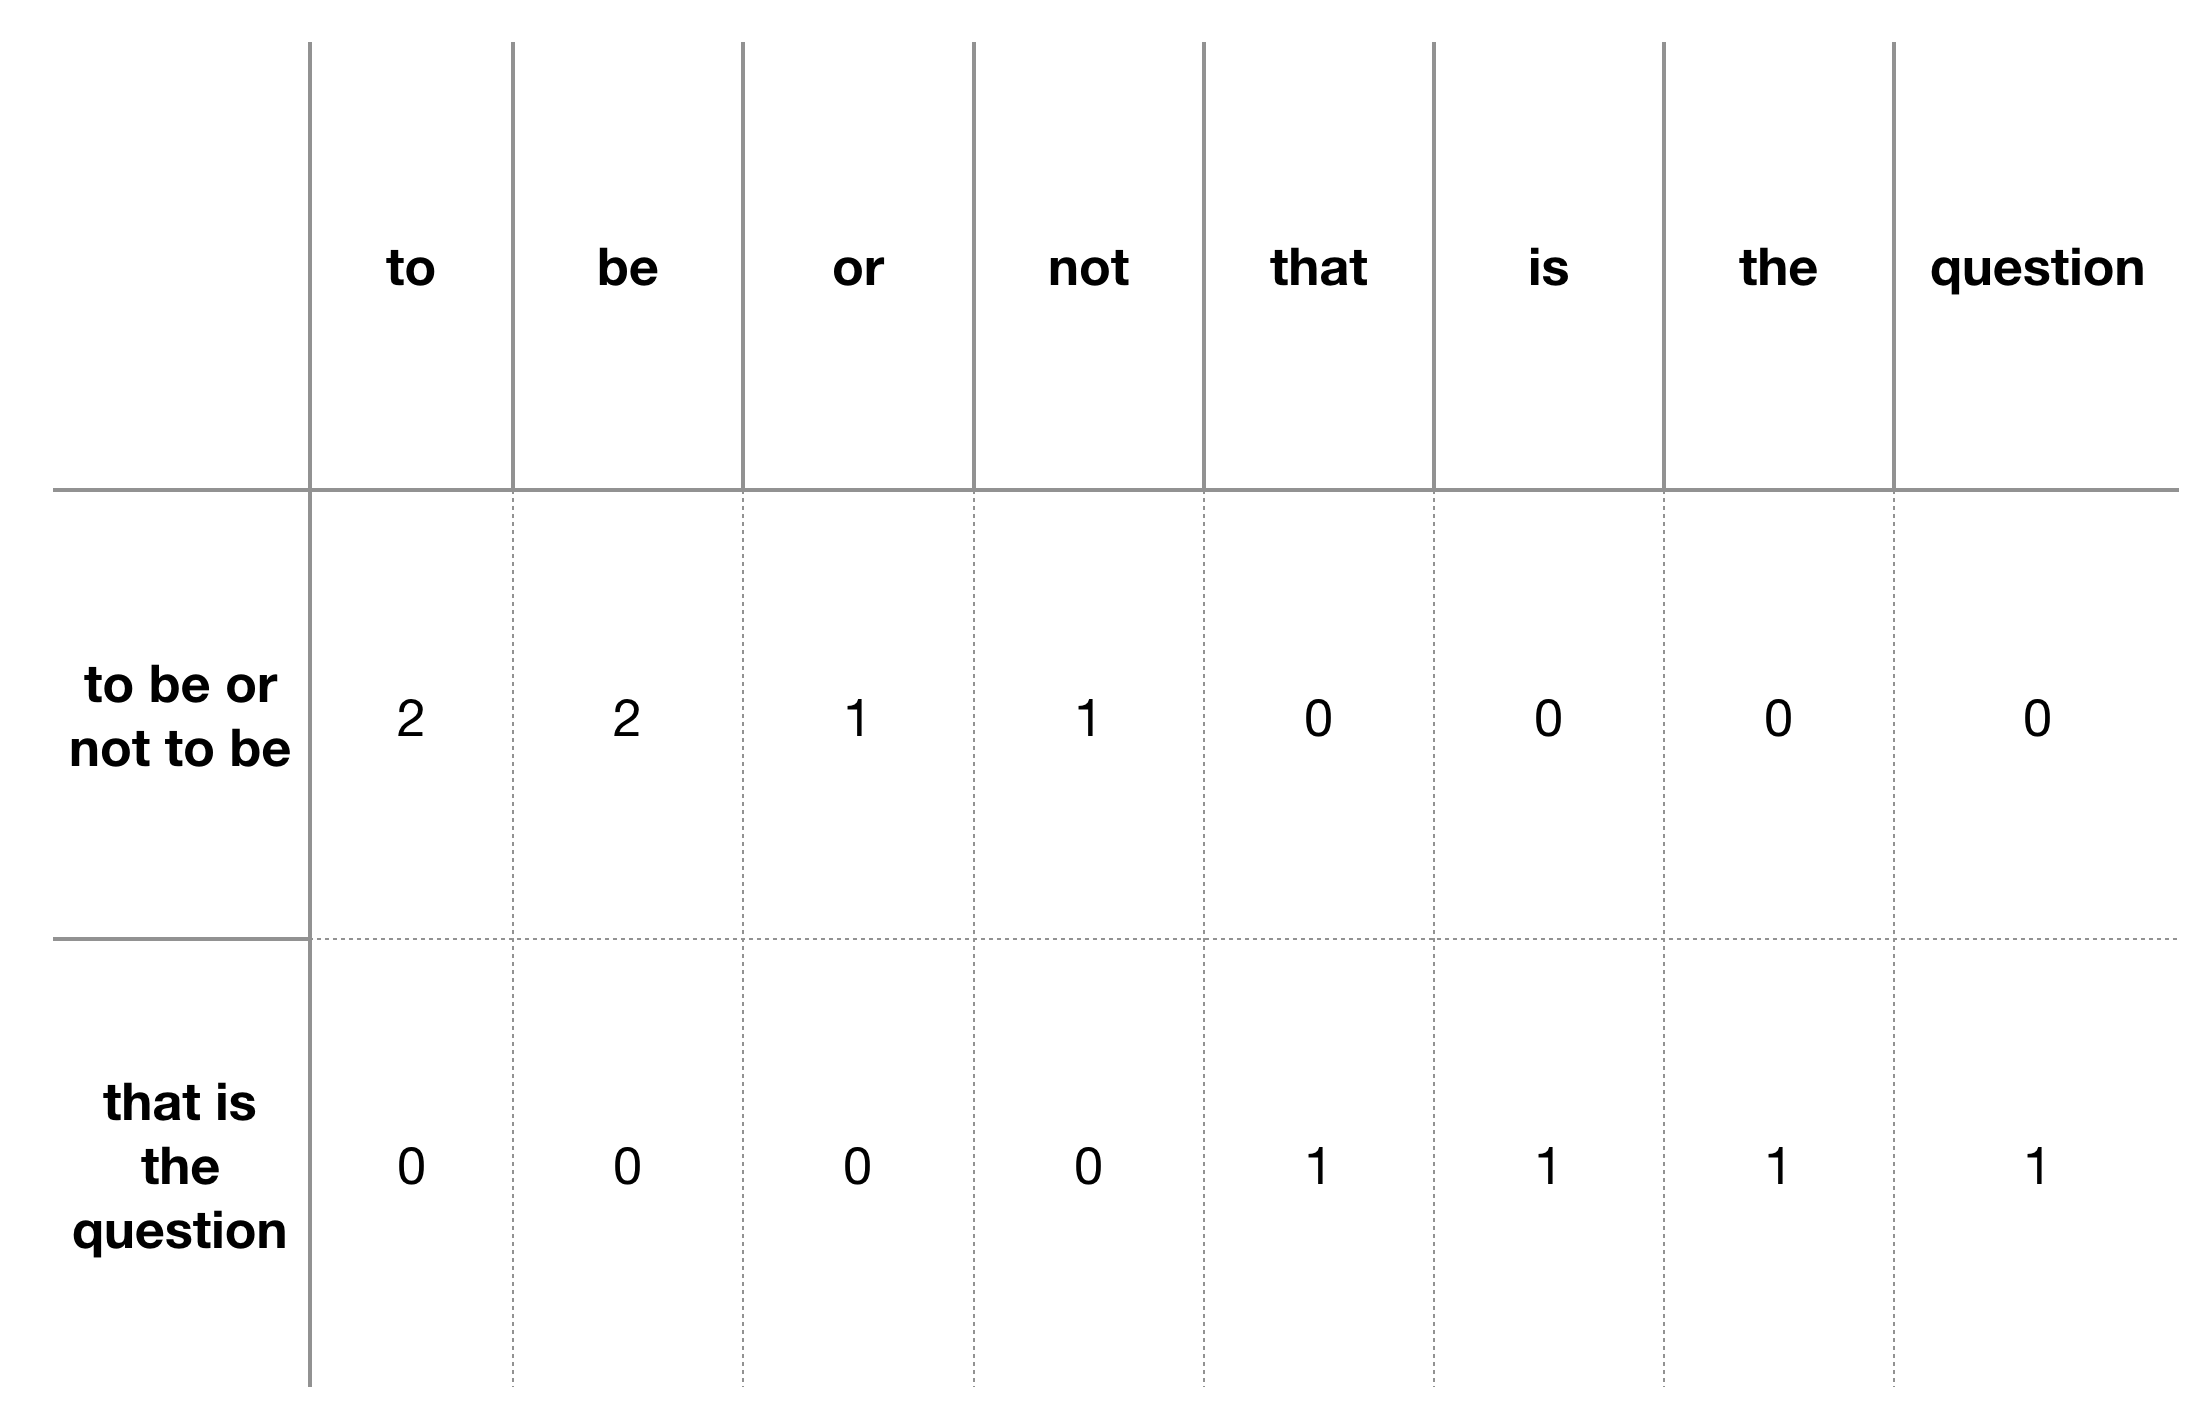 to be or not that is the question
to be or
not to be
2 2 1 1 0 0 0 0
that is
the
question
0 0 0 0 1 1 1 1